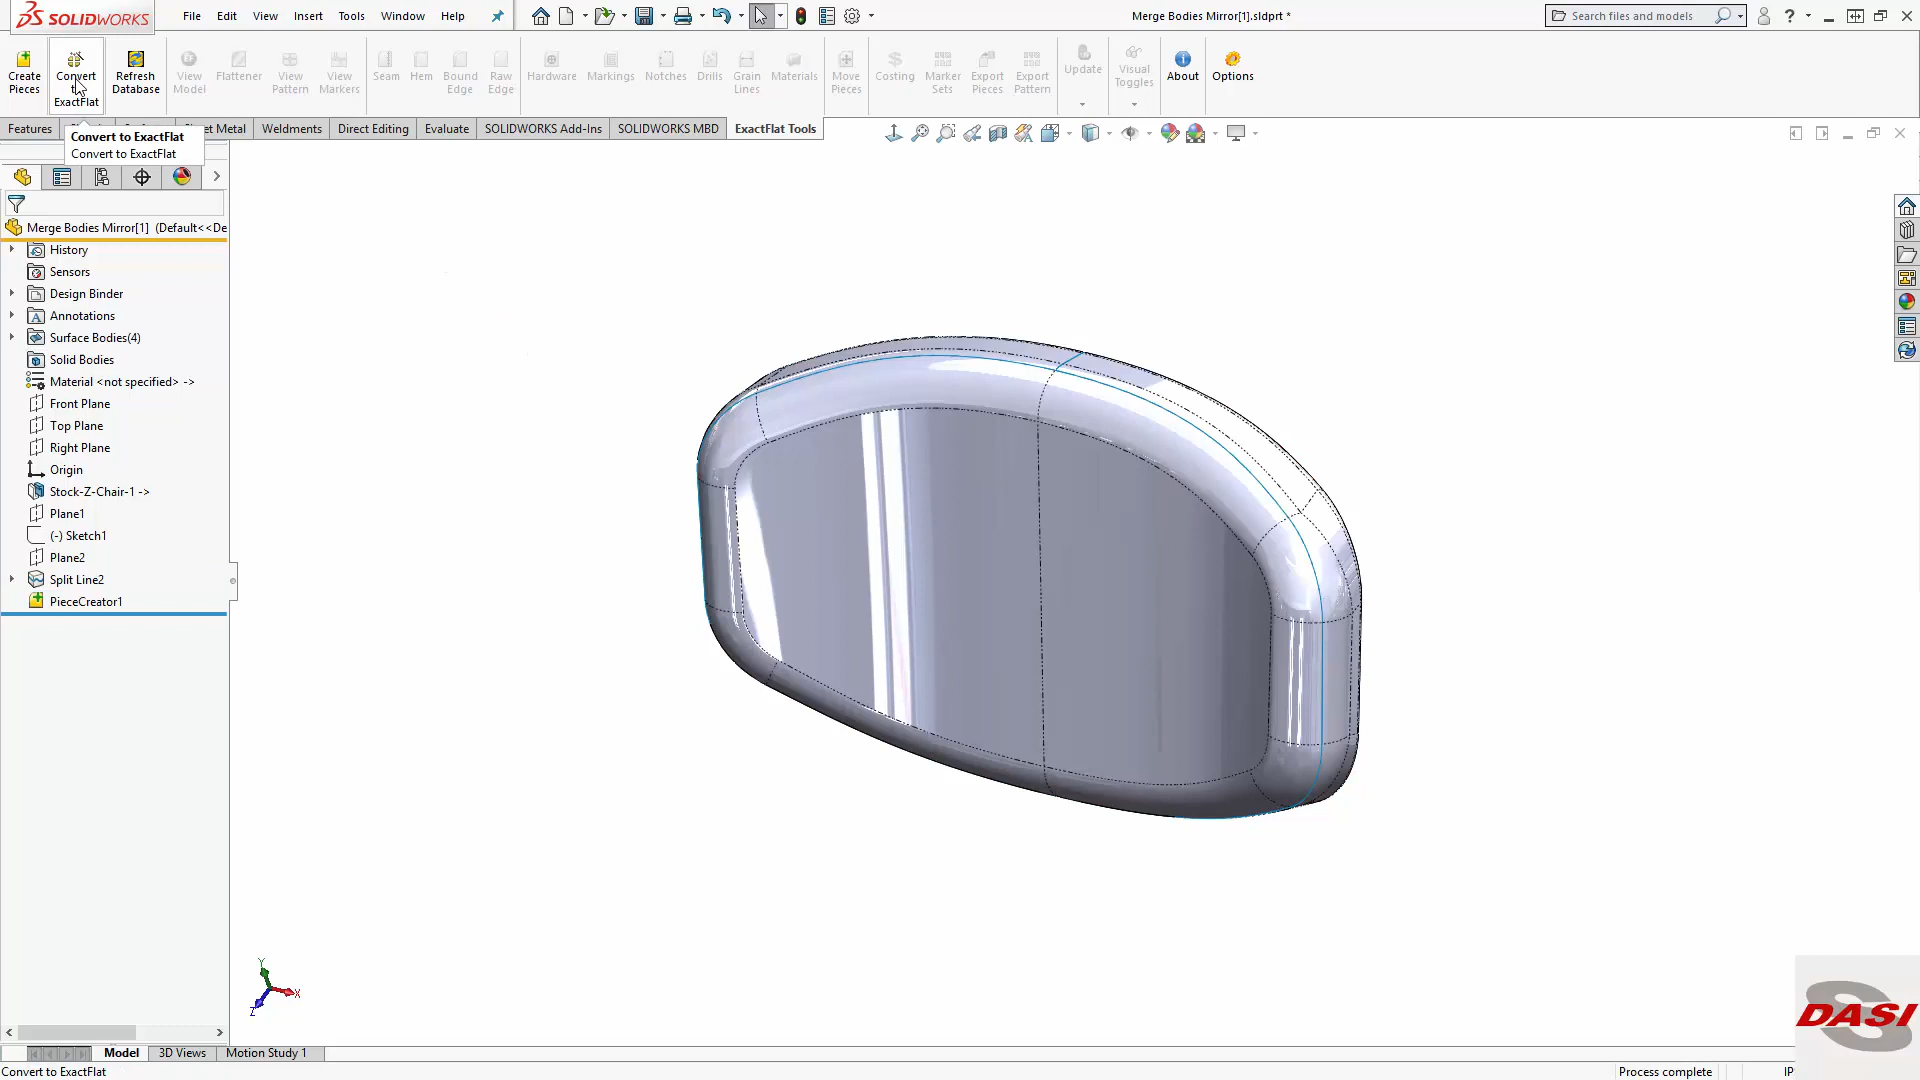 SOLIDWORKS
File Edit View Insert Tools Window Help
Merge Bodies Mirror[1].sldprt *
Search files and models
Create Pieces
Convert to ExactFlat
Refresh Database
View Model
Flattener
View Pattern
View Markers
Seam
Hem
Bound Edge
Raw Edge
Hardware
Markings
Notches
Drills
Grain Lines
Materials
Move Pieces
Costing
Marker Sets
Export Pieces
Export Pattern
Update
Visual Toggles
About
Options
Features
et Metal
Weldments
Direct Editing
Evaluate
SOLIDWORKS Add-Ins
SOLIDWORKS MBD
ExactFlat Tools
Convert to ExactFlat
Convert to ExactFlat
Merge Bodies Mirror[1] (Default<<De
History
Sensors
Design Binder
Annotations
Surface Bodies(4)
Solid Bodies
Material <not specified> ->
Front Plane
Top Plane
Right Plane
Origin
Stock-Z-Chair-1 ->
Plane1
(-) Sketch1
Plane2
Split Line2
PieceCreator1
Y
X
Z
Model
3D Views
Motion Study 1
Convert to ExactFlat
Process complete
IP
DASI